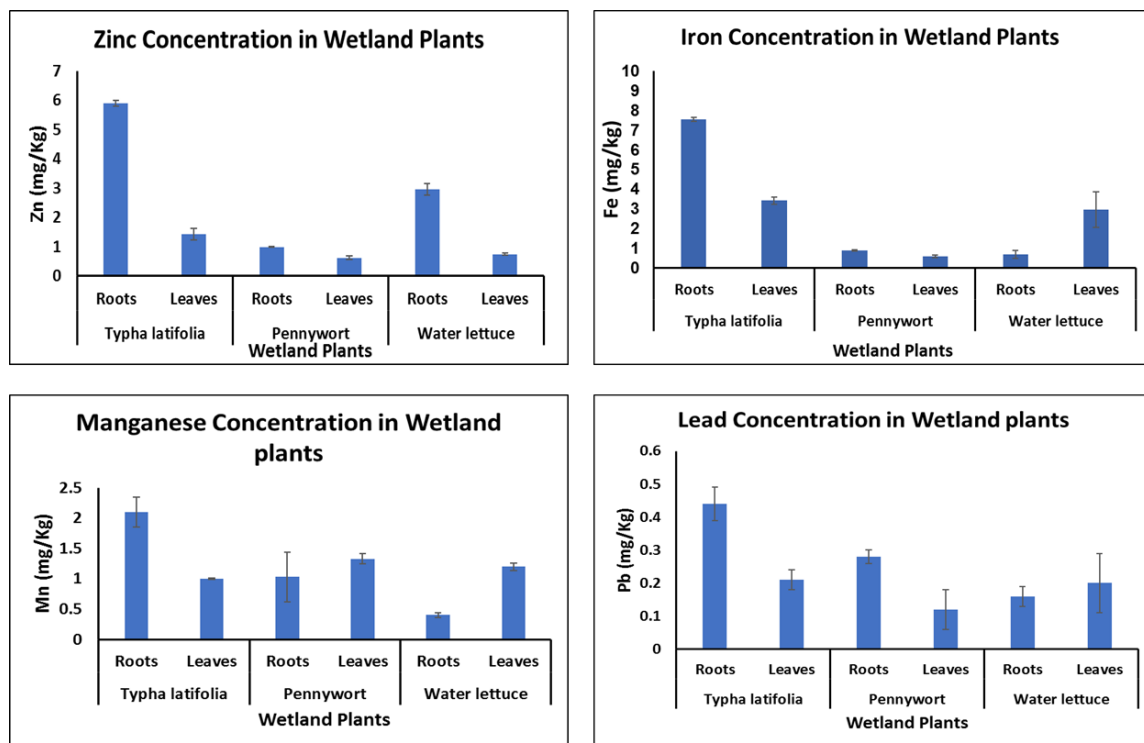 Zinc Concentration in Wetland Plants
Zn (mg/Kg)
7
6
5
4
3
2
1
0
Roots Leaves Roots Leaves Roots Leaves
Typha latifolia Pennywort Water lettuce
Wetland Plants
Iron Concentration in Wetland Plants
Fe (mg/Kg)
10
9
8
7
6
5
4
3
2
1
0
Roots Leaves Roots Leaves Roots Leaves
Typha latifolia Pennywort Water lettuce
Wetland Plants
Manganese Concentration in Wetland
plants
Mn (mg/Kg)
2.5
2
1.5
1
0.5
0
Roots Leaves Roots Leaves Roots Leaves
Typha latifolia Pennywort Water lettuce
Wetland Plants
Lead Concentration in Wetland plants
Pb (mg/Kg)
0.6
0.5
0.4
0.3
0.2
0.1
0
Roots Leaves Roots Leaves Roots Leaves
Typha latifolia Pennywort Water lettuce
Wetland Plants